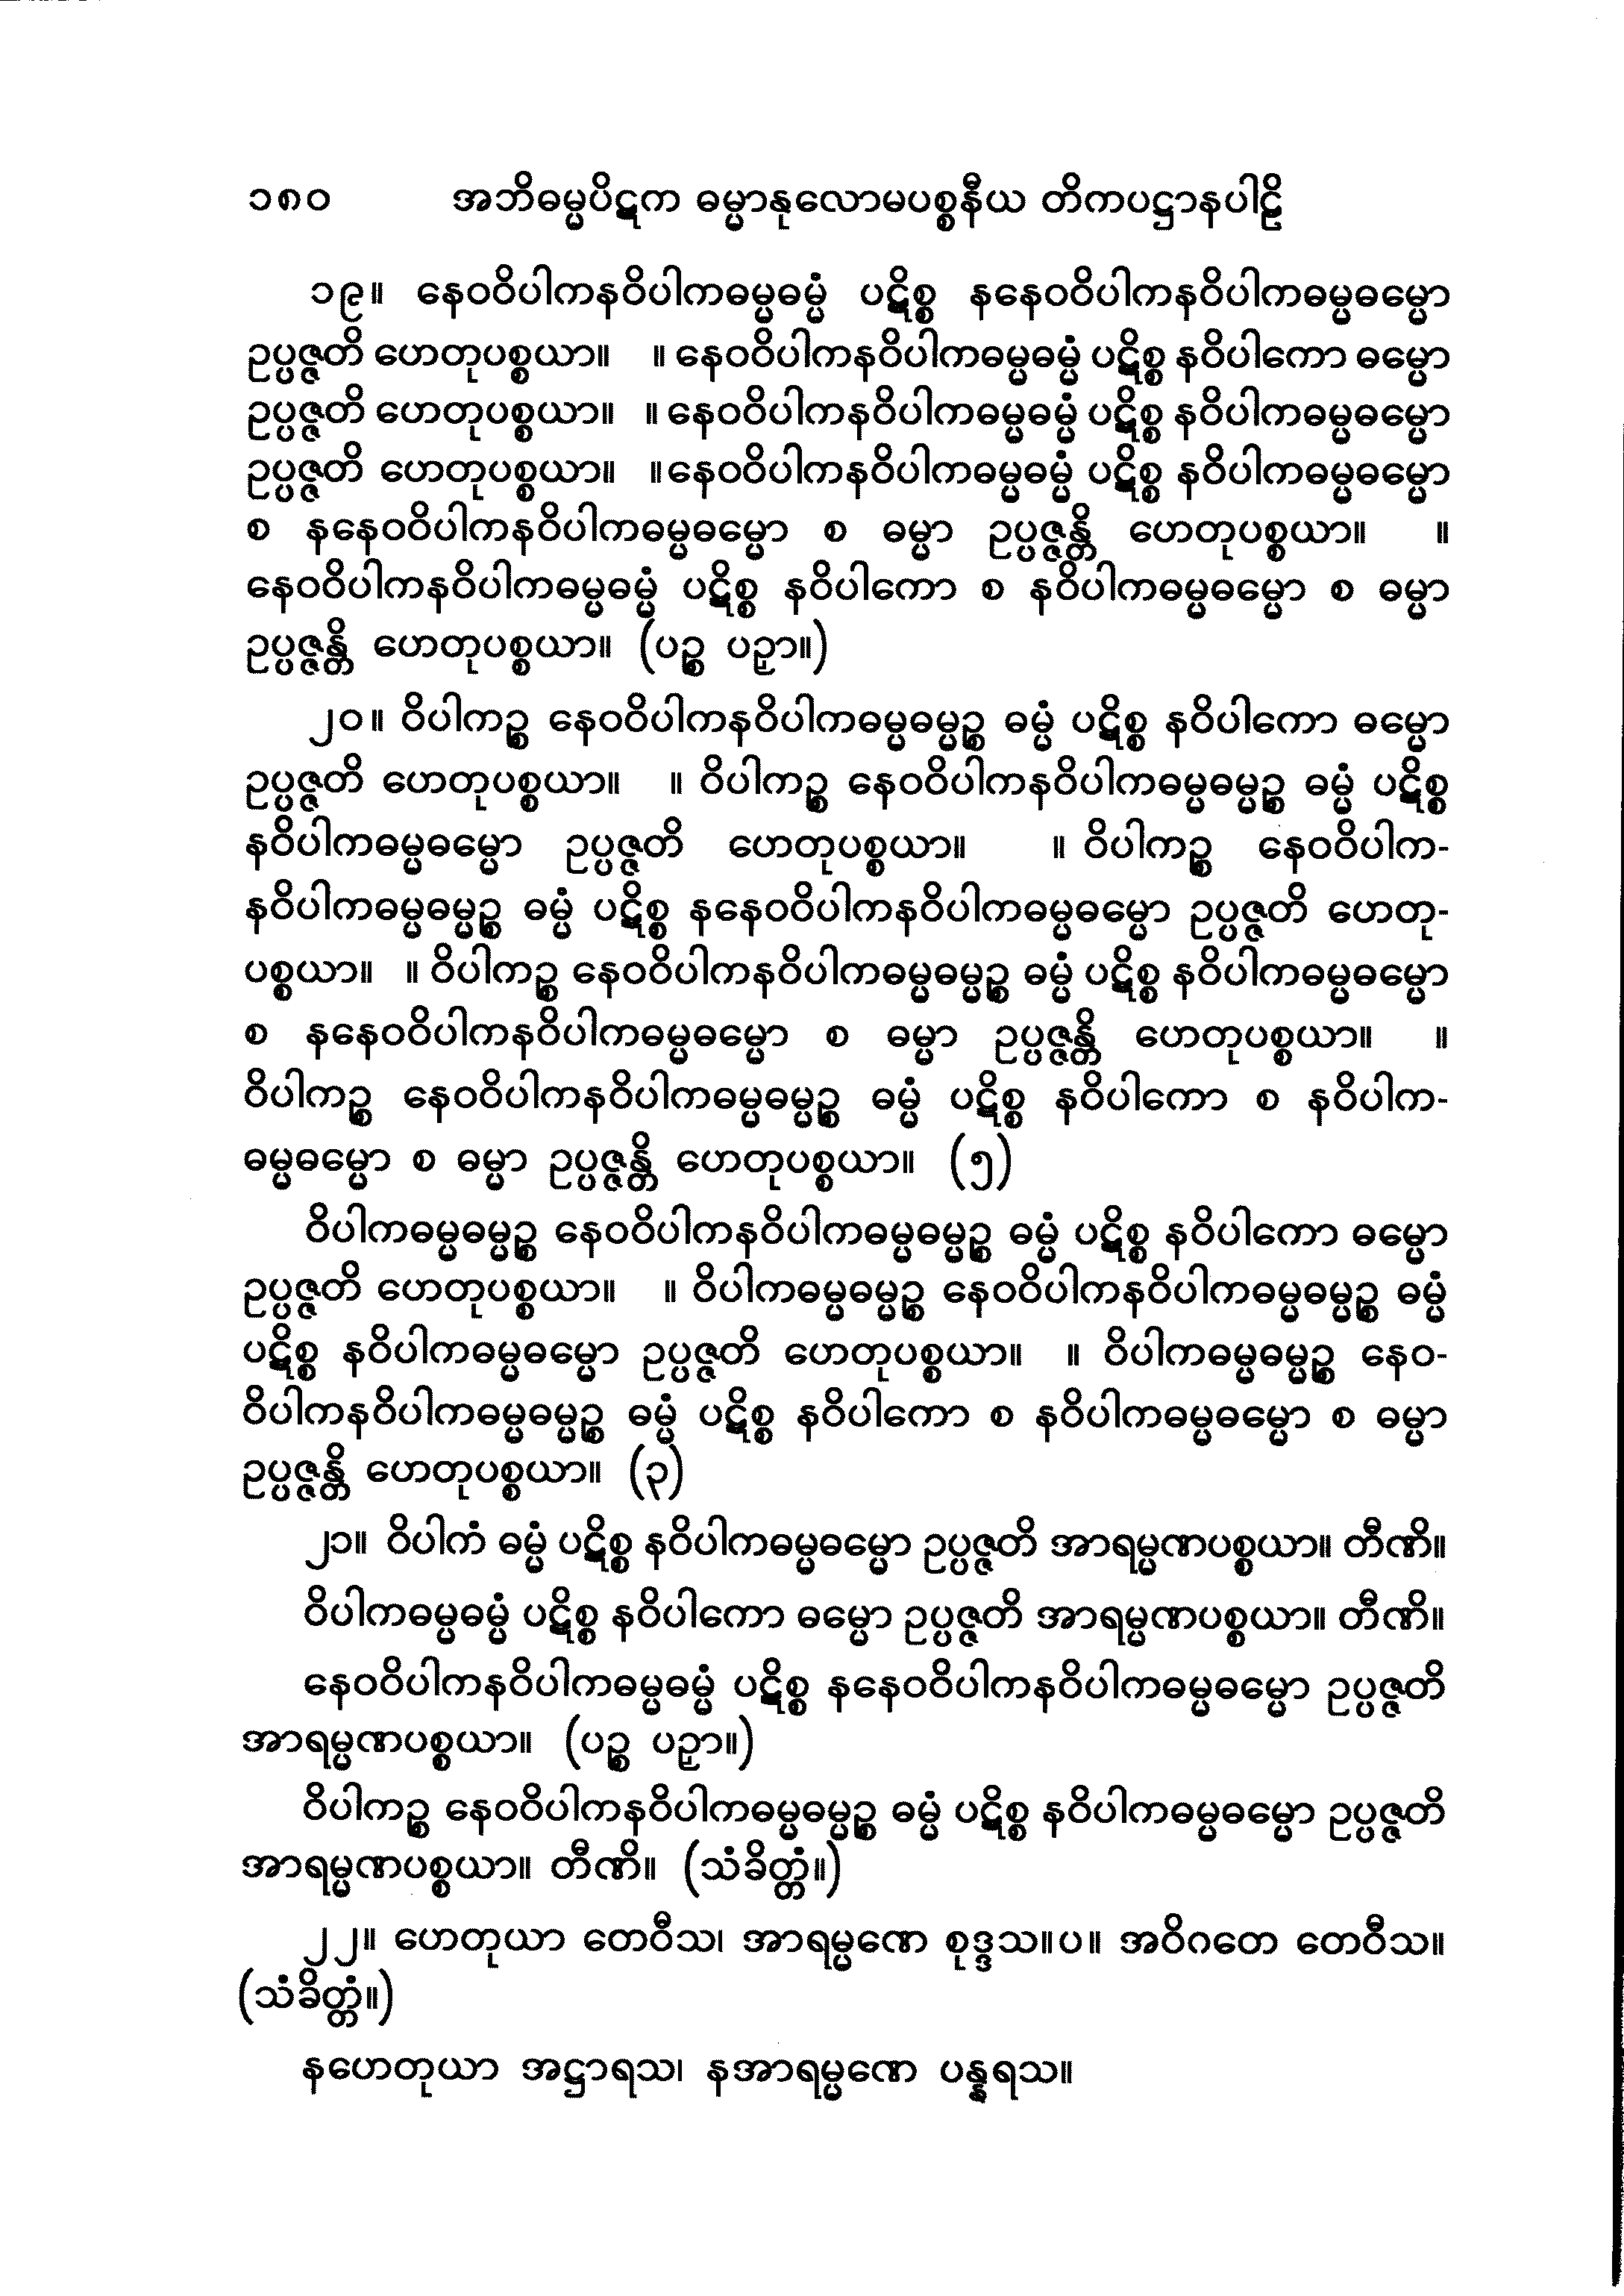 ၁၈၀ အဘိဓမ္မပိဋက ဓမ္မာနုလောမပစ္စနီယ တိကပဋ္ဌာနပါဠိ
၁၉။ နေဝဝိပါကနဝိပါကဓမ္မဓမ္မံ ပဋိစ္စ နနေဝဝိပါကနဝိပါကဓမ္မဓမ္မော
ဥပ္ပဇ္ဇတိ ဟေတုပစ္စယာ။ ။ နေဝဝိပါကနဝိပါကဓမ္မဓမ္မံ ပဋိစ္စ နဝိပါကော ဓမ္မော
ဥပ္ပဇ္ဇတိ ဟေတုပစ္စယာ။ ။ နေဝဝိပါကနဝိပါကဓမ္မဓမ္မံ ပဋိစ္စ နဝိပါကဓမ္မဓမ္မော
ဥပ္ပဇ္ဇတိ ဟေတုပစ္စယာ။ ။နေဝဝိပါကနဝိပါကဓမ္မဓမ္မံ ပဋိစ္စ နဝိပါကဓမ္မဓမ္မော
စ နနေဝဝိပါကနဝိပါကဓမ္မဓမ္မော စ ဓမ္မာ ဥပ္ပဇ္ဇန္တိ ဟေတုပစ္စယာ။ ။
နေဝဝိပါကနဝိပါကဓမ္မဓမ္မံ ပဋိစ္စ နဝိပါကော စ နဝိပါကဓမ္မဓမ္မော စ ဓမ္မာ
ဥပ္ပဇ္ဇန္တိ ဟေတုပစ္စယာ။ (ပဉ္စ ပဉှာ။)
၂၀။ ဝိပါကဉ္စ နေဝဝိပါကနဝိပါကဓမ္မဓမ္မဉ္စ ဓမ္မံ ပဋိစ္စ နဝိပါကော ဓမ္မော
ဥပ္ပဇ္ဇတိ ဟေတုပစ္စယာ။ ။ ဝိပါကဉ္စ နေဝဝိပါကနဝိပါကဓမ္မဓမ္မဉ္စ ဓမ္မံ ပဋိစ္စ
နဝိပါကဓမ္မဓမ္မော ဥပ္ပဇ္ဇတိ ဟေတုပစ္စယာ။ ။ ဝိပါကဉ္စ နေဝဝိပါက-
နဝိပါကဓမ္မဓမ္မဉ္စ ဓမ္မံ ပဋိစ္စ နနေဝဝိပါကနဝိပါကဓမ္မဓမ္မော ဥပ္ပဇ္ဇတိ ဟေတု-
ပစ္စယာ။ ။ ဝိပါကဉ္စ နေဝဝိပါကနဝိပါကဓမ္မဓမ္မဉ္စ ဓမ္မံ ပဋိစ္စ နဝိပါကဓမ္မဓမ္မော
စ နနေဝဝိပါကနဝိပါကဓမ္မဓမ္မော စ ဓမ္မာ ဥပ္ပဇ္ဇန္တိ ဟေတုပစ္စယာ။ ။
ဝိပါကဉ္စ နေဝဝိပါကနဝိပါကဓမ္မဓမ္မဉ္စ ဓမ္မံ ပဋိစ္စ နဝိပါကော စ နဝိပါက-
ဓမ္မဓမ္မော စ ဓမ္မာ ဥပ္ပဇ္ဇန္တိ ဟေတုပစ္စယာ။ (၅)
ဝိပါကဓမ္မဓမ္မဉ္စ နေဝဝိပါကနဝိပါကဓမ္မဓမ္မဉ္စ ဓမ္မံ ပဋိစ္စ နဝိပါကော ဓမ္မော
ဥပ္ပဇ္ဇတိ ဟေတုပစ္စယာ။ ။ ဝိပါကဓမ္မဓမ္မဉ္စ နေဝဝိပါကနဝိပါကဓမ္မဓမ္မဉ္စ ဓမ္မံ
ပဋိစ္စ နဝိပါကဓမ္မဓမ္မော ဥပ္ပဇ္ဇတိ ဟေတုပစ္စယာ။ ။ ဝိပါကဓမ္မဓမ္မဉ္စ နေဝ-
ဝိပါကနဝိပါကဓမ္မဓမ္မဉ္စ ဓမ္မံ ပဋိစ္စ နဝိပါကော စ နဝိပါကဓမ္မဓမ္မော စ ဓမ္မာ
ဥပ္ပဇ္ဇန္တိ ဟေတုပစ္စယာ။ (၃)
၂၁။ ဝိပါကံ ဓမ္မံ ပဋိစ္စ နဝိပါကဓမ္မဓမ္မော ဥပ္ပဇ္ဇတိ အာရမ္မဏပစ္စယာ။ တီဏိ။
ဝိပါကဓမ္မဓမ္မံ ပဋိစ္စ နဝိပါကော ဓမ္မော ဥပ္ပဇ္ဇတိ အာရမ္မဏပစ္စယာ။ တီဏိ။
နေဝဝိပါကနဝိပါကဓမ္မဓမ္မံ ပဋိစ္စ နနေဝဝိပါကနဝိပါကဓမ္မဓမ္မော ဥပ္ပဇ္ဇတိ
အာရမ္မဏပစ္စယာ။ (ပဉ္စ ပဉှာ။)
ဝိပါကဉ္စ နေဝဝိပါကနဝိပါကဓမ္မဓမ္မဉ္စ ဓမ္မံ ပဋိစ္စ နဝိပါကဓမ္မဓမ္မော ဥပ္ပဇ္ဇတိ
အာရမ္မဏပစ္စယာ။ တီဏိ။ (သံခိတ္တံ။)
၂၂။ ဟေတုယာ တေဝီသ၊ အာရမ္မဏေ စုဒ္ဒသ။ပ။ အဝိဂတေ တေဝီသ။
(သံခိတ္တံ။)
နဟေတုယာ အဋ္ဌာရသ၊ နအာရမ္မဏေ ပန္နရသ။